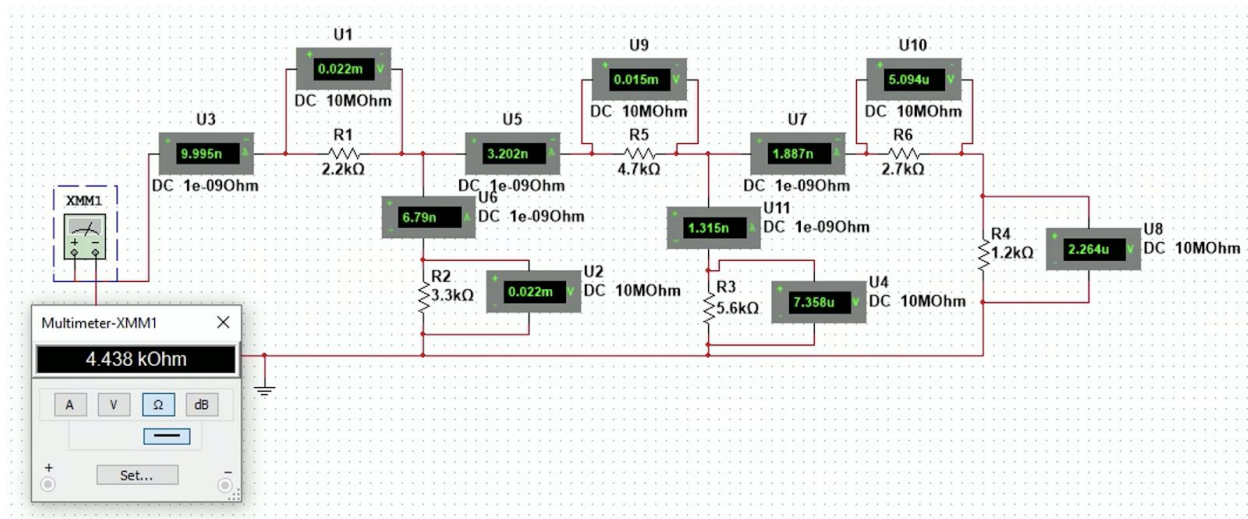 U1
+ -
0.022m V
DC 10MOhm
U9
+ -
0.015m V
DC 10MOhm
U10
+ -
5.094u V
DC 10MOhm
U3
+ -
9.995n A
DC 1e-09Ohm
R1
2.2kΩ
U5
+ -
3.202n A
DC 1e-09Ohm
R5
4.7kΩ
U7
+ -
1.887n A
DC 1e-09Ohm
R6
2.7kΩ
XMM1
+ -
U6
+
6.79n A
-
DC 1e-09Ohm
U11
+
1.315n A
-
DC 1e-09Ohm
R4
1.2kΩ
U8
+
2.264u V
-
DC 10MOhm
R2
3.3kΩ
U2
+
0.022m V
-
DC 10MOhm
R3
5.6kΩ
U4
+
7.358u V
-
DC 10MOhm
Multimeter-XMM1
4.438 kOhm
A V Ω dB
Set...
+ -